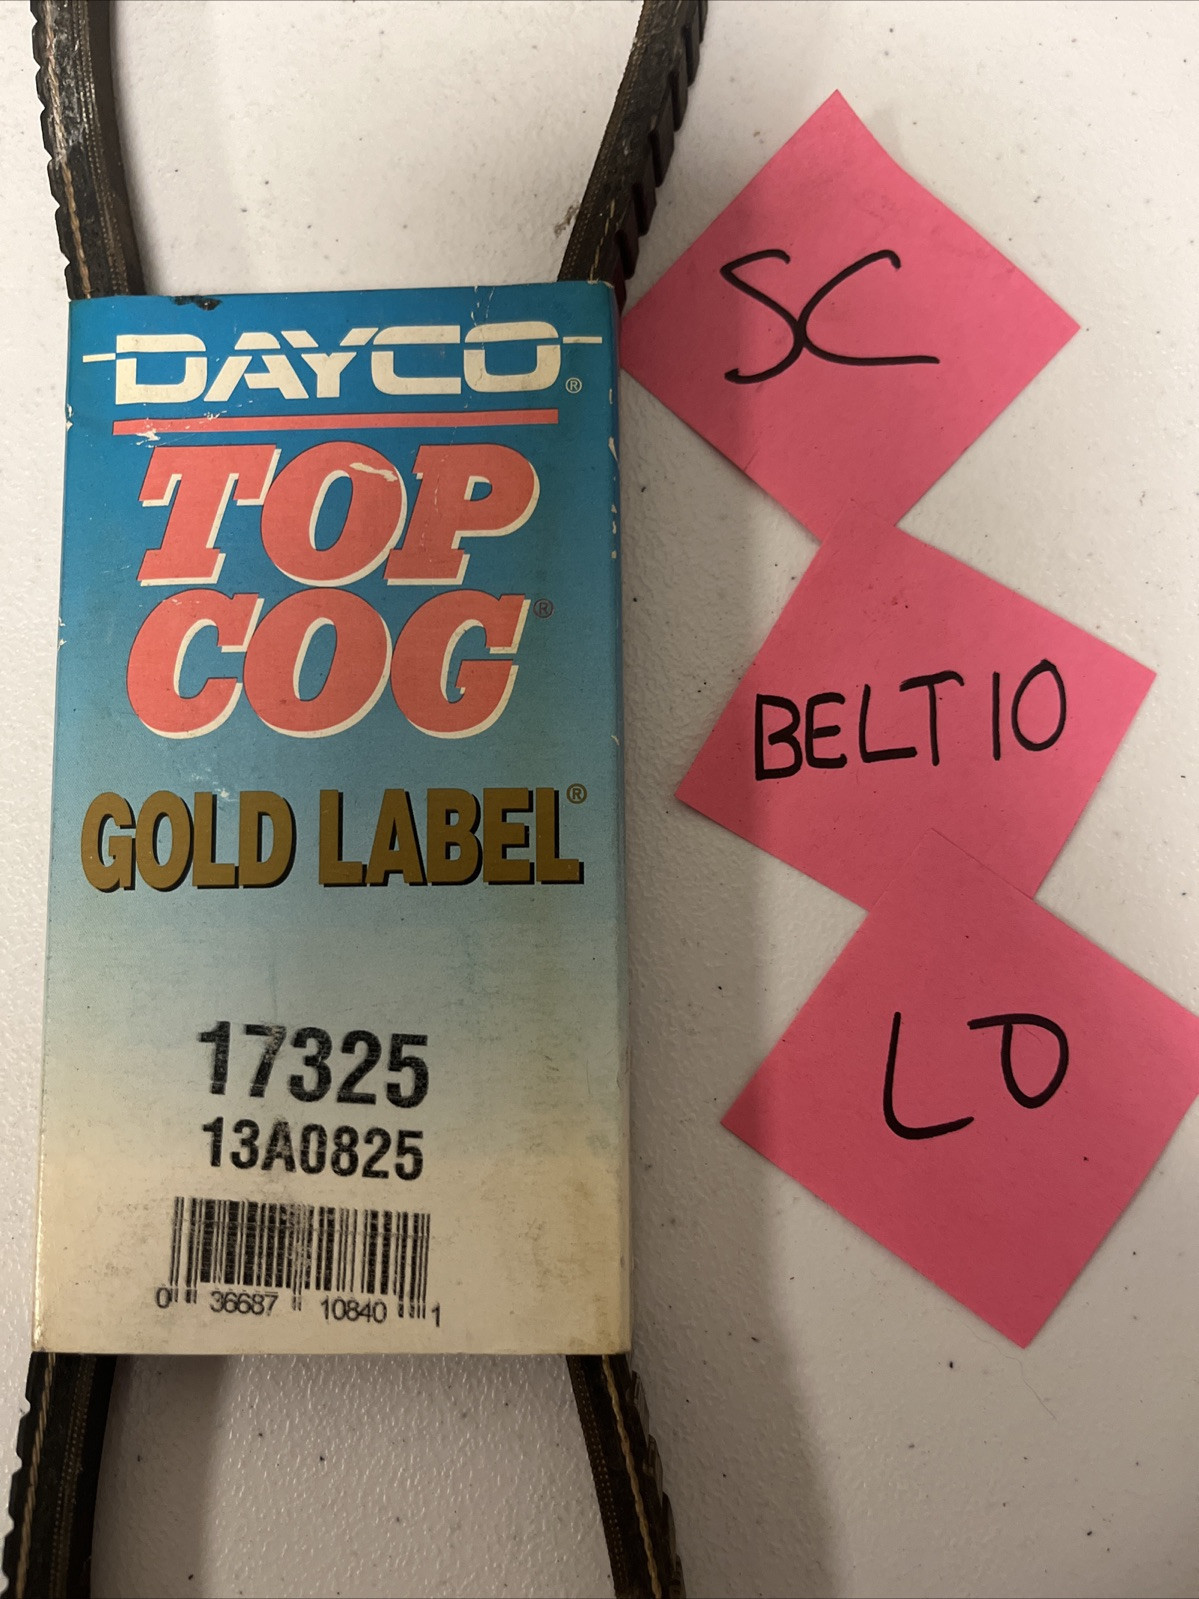 DAYCO®
TOP
COG®
GOLD LABEL®
17325
13A0825
0 36687 10840 1
SC
BELT 10
LO